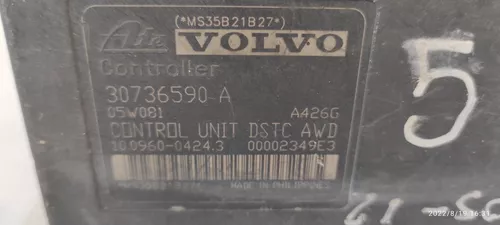 (*MS35B21B27*)
Ate VOLVO
Controller
30736590 A
05W081 A426G
CONTROL UNIT DSTC AWD
10.0960-0424.3 00002349E3
MADE IN PHILIPPINES
5
2022/8/19